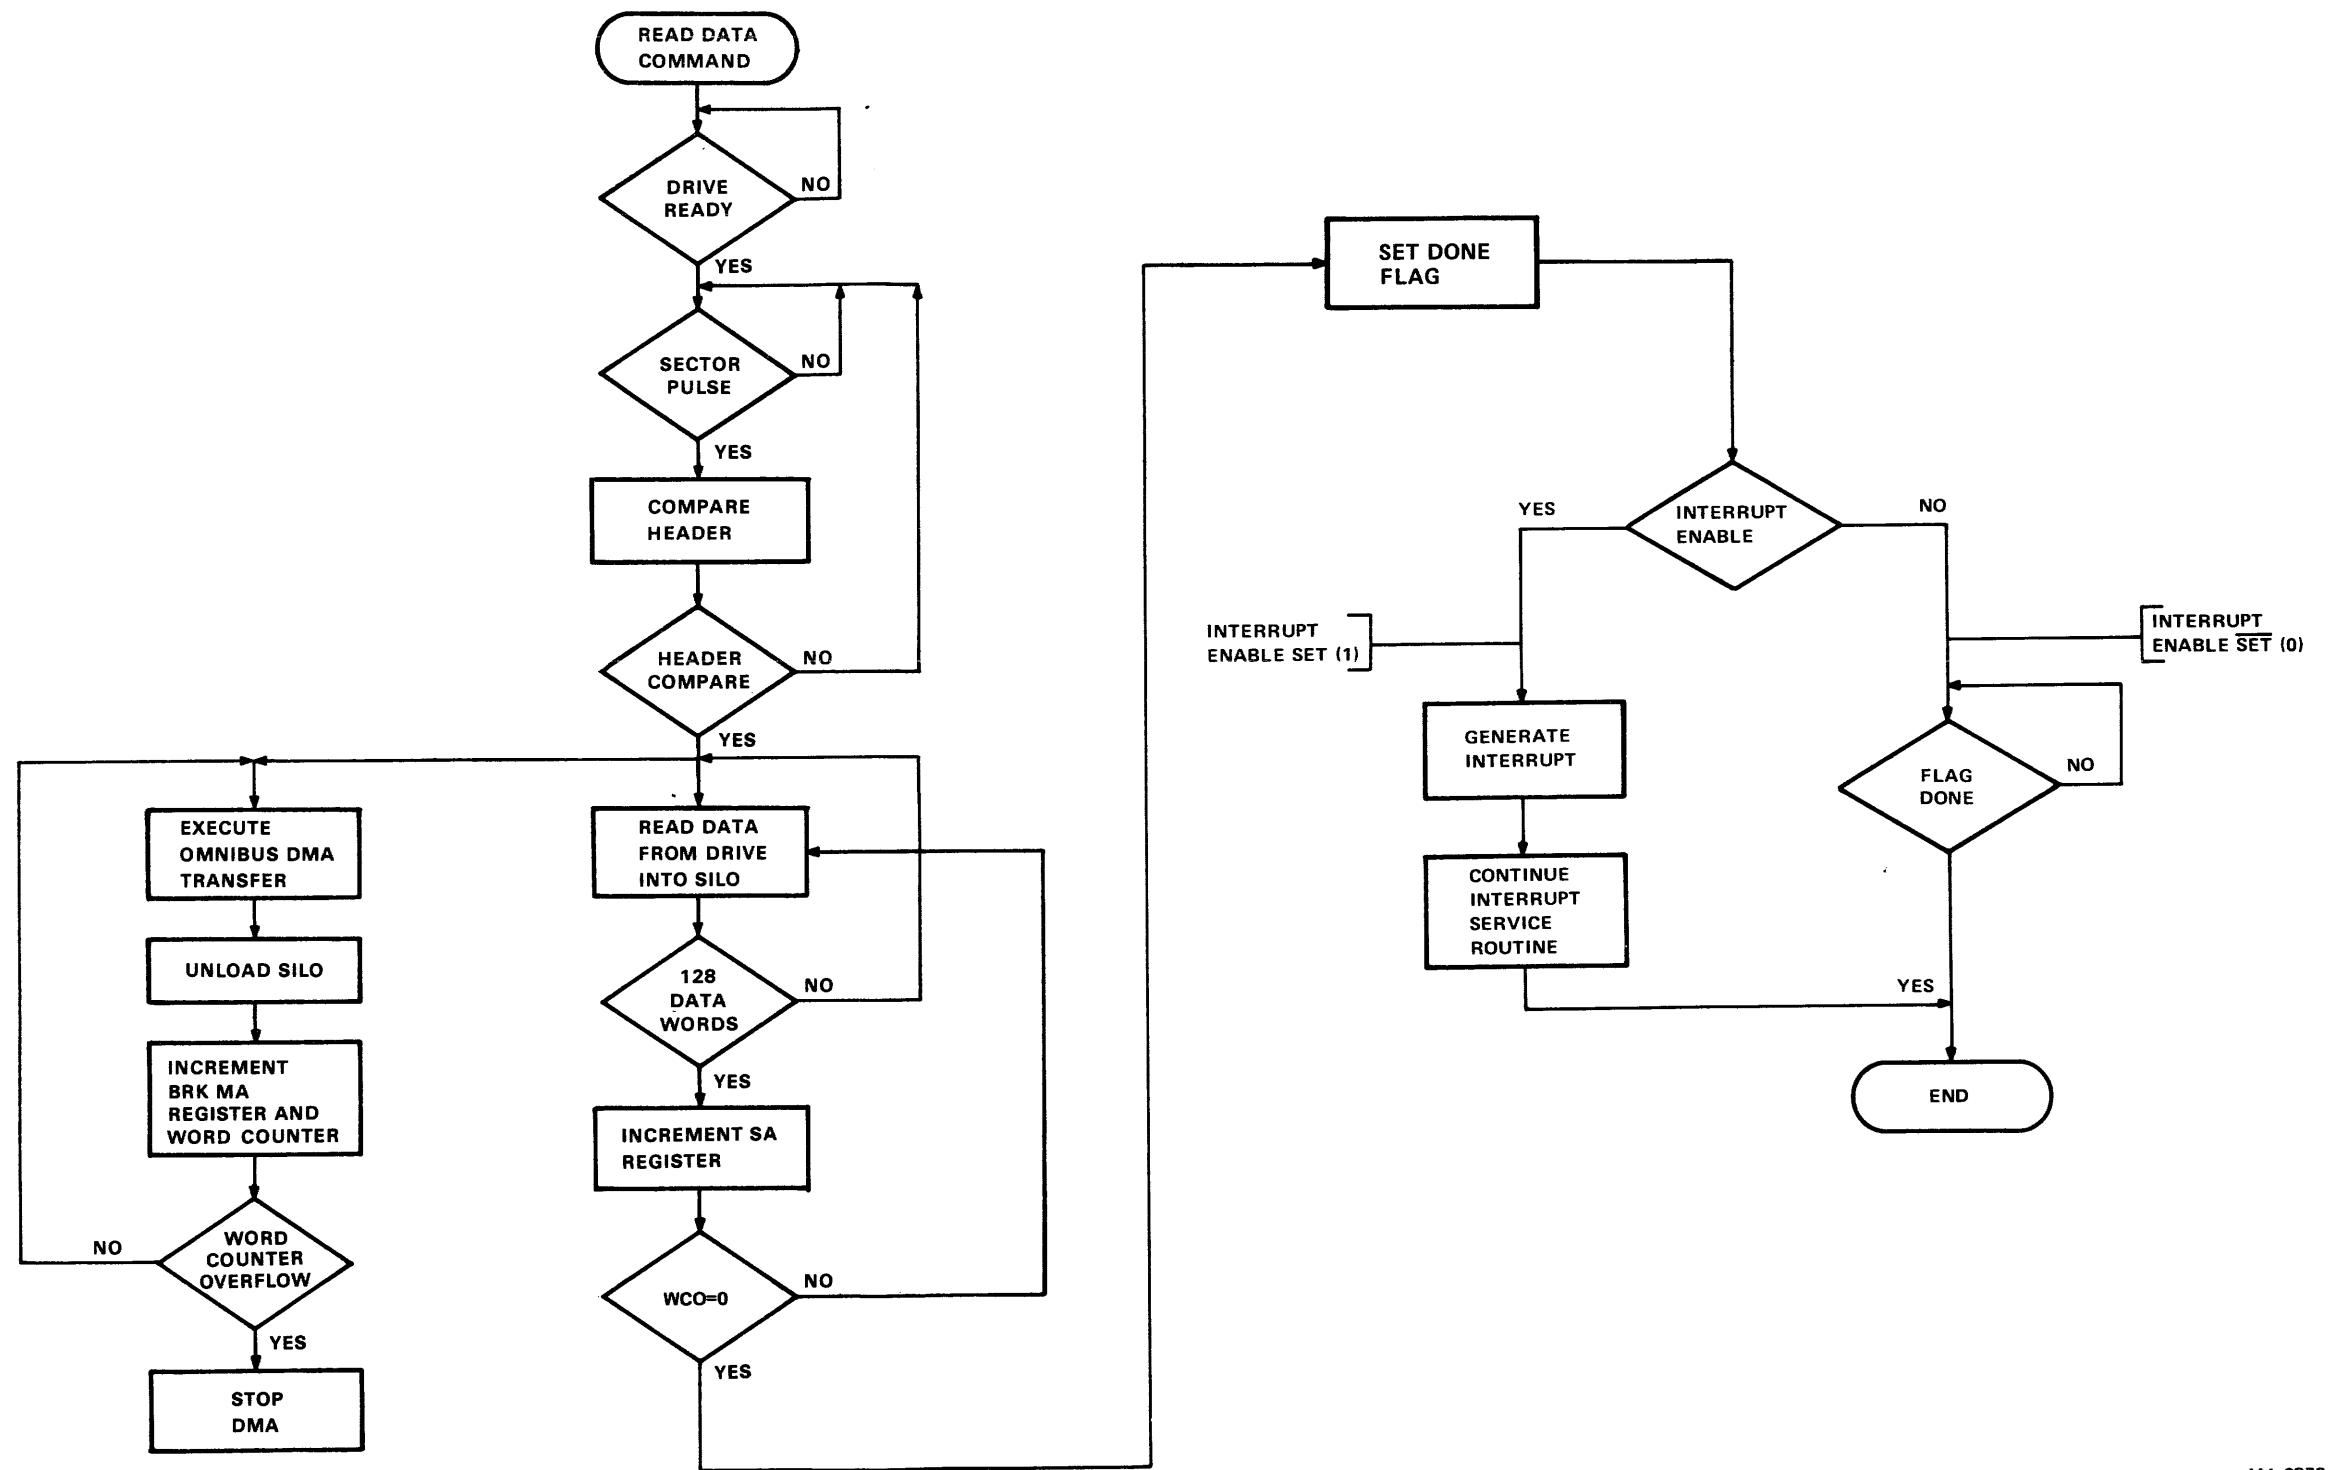 READ DATA
COMMAND
DRIVE
READY
NO
YES
SECTOR
PULSE
NO
YES
COMPARE
HEADER
HEADER
COMPARE
NO
YES
EXECUTE
OMNIBUS DMA
TRANSFER
UNLOAD SILO
INCREMENT
BRK MA
REGISTER AND
WORD COUNTER
WORD
COUNTER
OVERFLOW
NO
YES
STOP
DMA
READ DATA
FROM DRIVE
INTO SILO
128
DATA
WORDS
NO
YES
INCREMENT SA
REGISTER
WCO=0
NO
YES
SET DONE
FLAG
INTERRUPT
ENABLE
YES
NO
INTERRUPT
ENABLE SET (1)
INTERRUPT
ENABLE SET (0)
GENERATE
INTERRUPT
CONTINUE
INTERRUPT
SERVICE
ROUTINE
FLAG
DONE
NO
YES
END